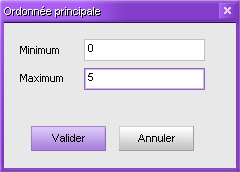 Ordonnée principale
Minimum 0
Maximum 5
Valider Annuler